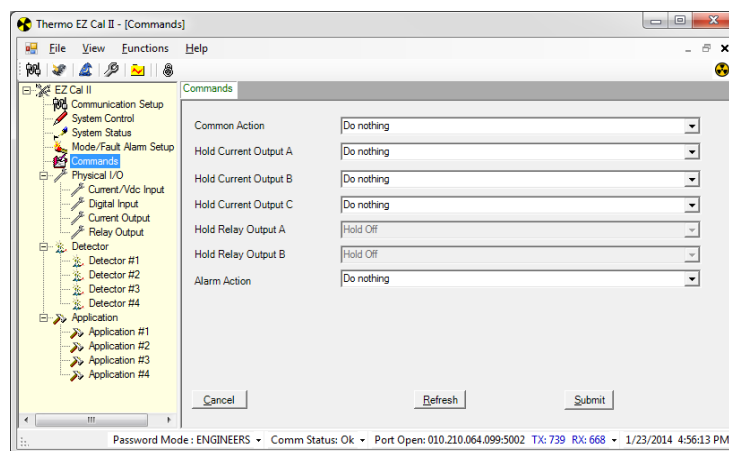 Thermo EZ Cal II - [Commands]
File View Functions Help
EZ Cal II
Communication Setup
System Control
System Status
Mode/Fault Alarm Setup
Commands
Physical I/O
Current/Vdc Input
Digital Input
Current Output
Relay Output
Detector
Detector #1
Detector #2
Detector #3
Detector #4
Application
Application #1
Application #2
Application #3
Application #4
Commands
Common Action Do nothing
Hold Current Output A Do nothing
Hold Current Output B Do nothing
Hold Current Output C Do nothing
Hold Relay Output A Hold Off
Hold Relay Output B Hold Off
Alarm Action Do nothing
Cancel Refresh Submit
Password Mode : ENGINEERS Comm Status: Ok Port Open: 010.210.064.099:5002 TX: 739 RX: 668 1/23/2014 4:56:13 PM